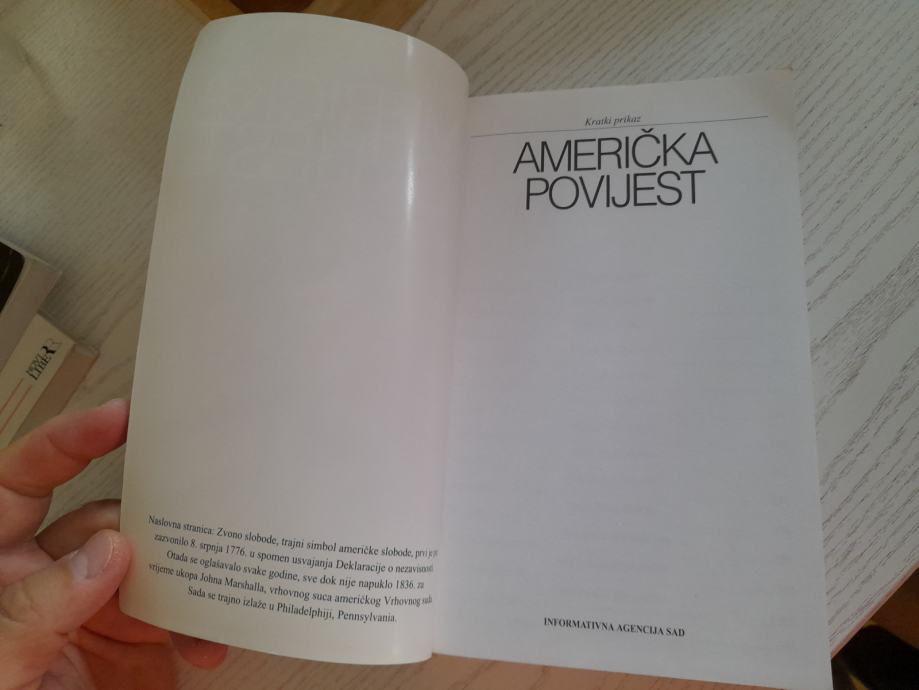 Naslovna stranica: Zvono slobode, trajni simbol američke slobode, prvi je
zazvonilo 8. srpnja 1776. u spomen usvajanja Deklaracije o nezavisnosti.
Otada se oglašavalo svake godine, sve dok nije napuklo 1836. za
vrijeme ukopa Johna Marshalla, vrhovnog suca američkog Vrhovnog suda.
Sada se trajno izlaže u Philadelphiji, Pennsylvania.
Kratki prikaz
AMERIČKA
POVIJEST
INFORMATIVNA AGENCIJA SAD
NOVI
LIBER